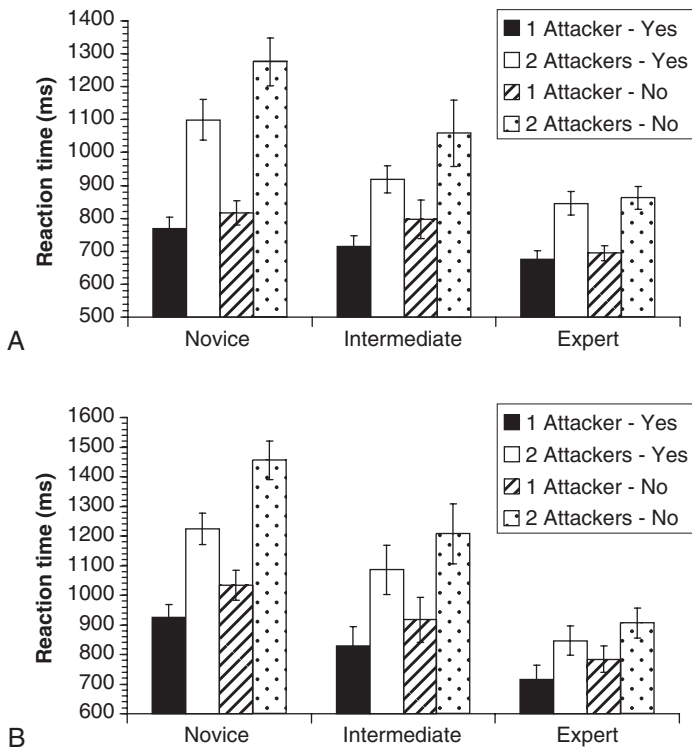 1400
1300
1200
1100
1000
900
800
700
600
500
Reaction time (ms)
1 Attacker - Yes
2 Attackers - Yes
1 Attacker - No
2 Attackers - No
Novice Intermediate Expert
A
1600
1500
1400
1300
1200
1100
1000
900
800
700
600
Reaction time (ms)
1 Attacker - Yes
2 Attackers - Yes
1 Attacker - No
2 Attackers - No
Novice Intermediate Expert
B